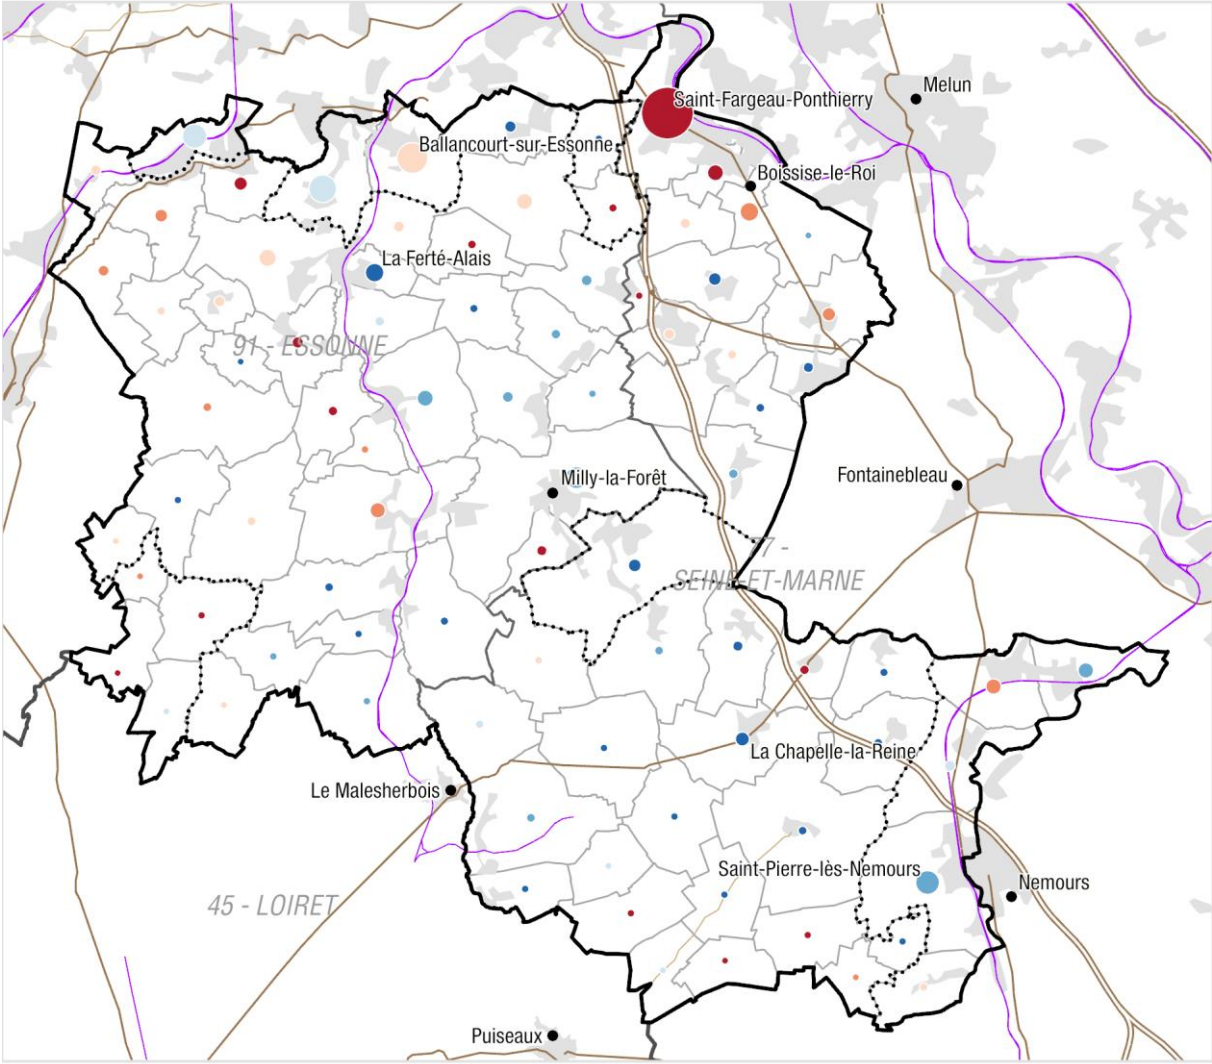 Melun
Saint-Fargeau-Ponthierry
Ballancourt-sur-Essonne
Boissise-le-Roi
La Ferté-Alais
91 - ESSONNE
Milly-la-Forêt
Fontainebleau
77 -
SEINE-ET-MARNE
La Chapelle-la-Reine
Le Malesherbois
Saint-Pierre-lès-Nemours
Nemours
45 - LOIRET
Puiseaux